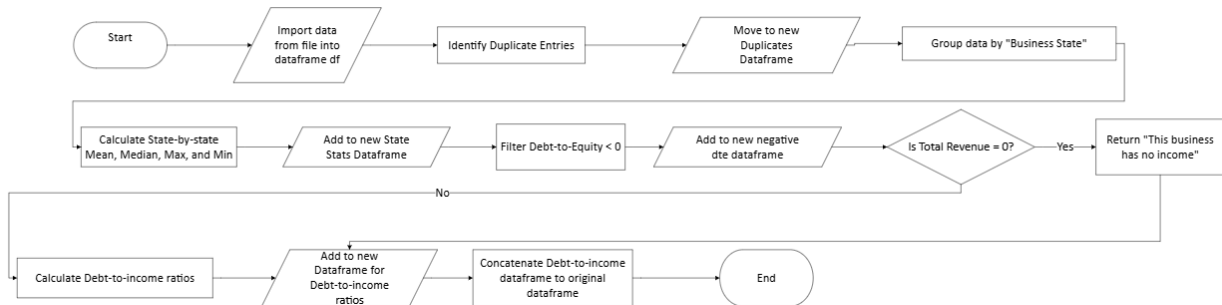 Start
Import data
from file into
dataframe df
Identify Duplicate Entries
Move to new
Duplicates
Dataframe
Group data by "Business State"
Calculate State-by-state
Mean, Median, Max, and Min
Add to new State
Stats Dataframe
Filter Debt-to-Equity < 0
Add to new negative
dte dataframe
Is Total Revenue = 0?
Yes
Return "This business
has no income"
No
Calculate Debt-to-income ratios
Add to new
Dataframe for
Debt-to-income
ratios
Concatenate Debt-to-income
dataframe to original
dataframe
End